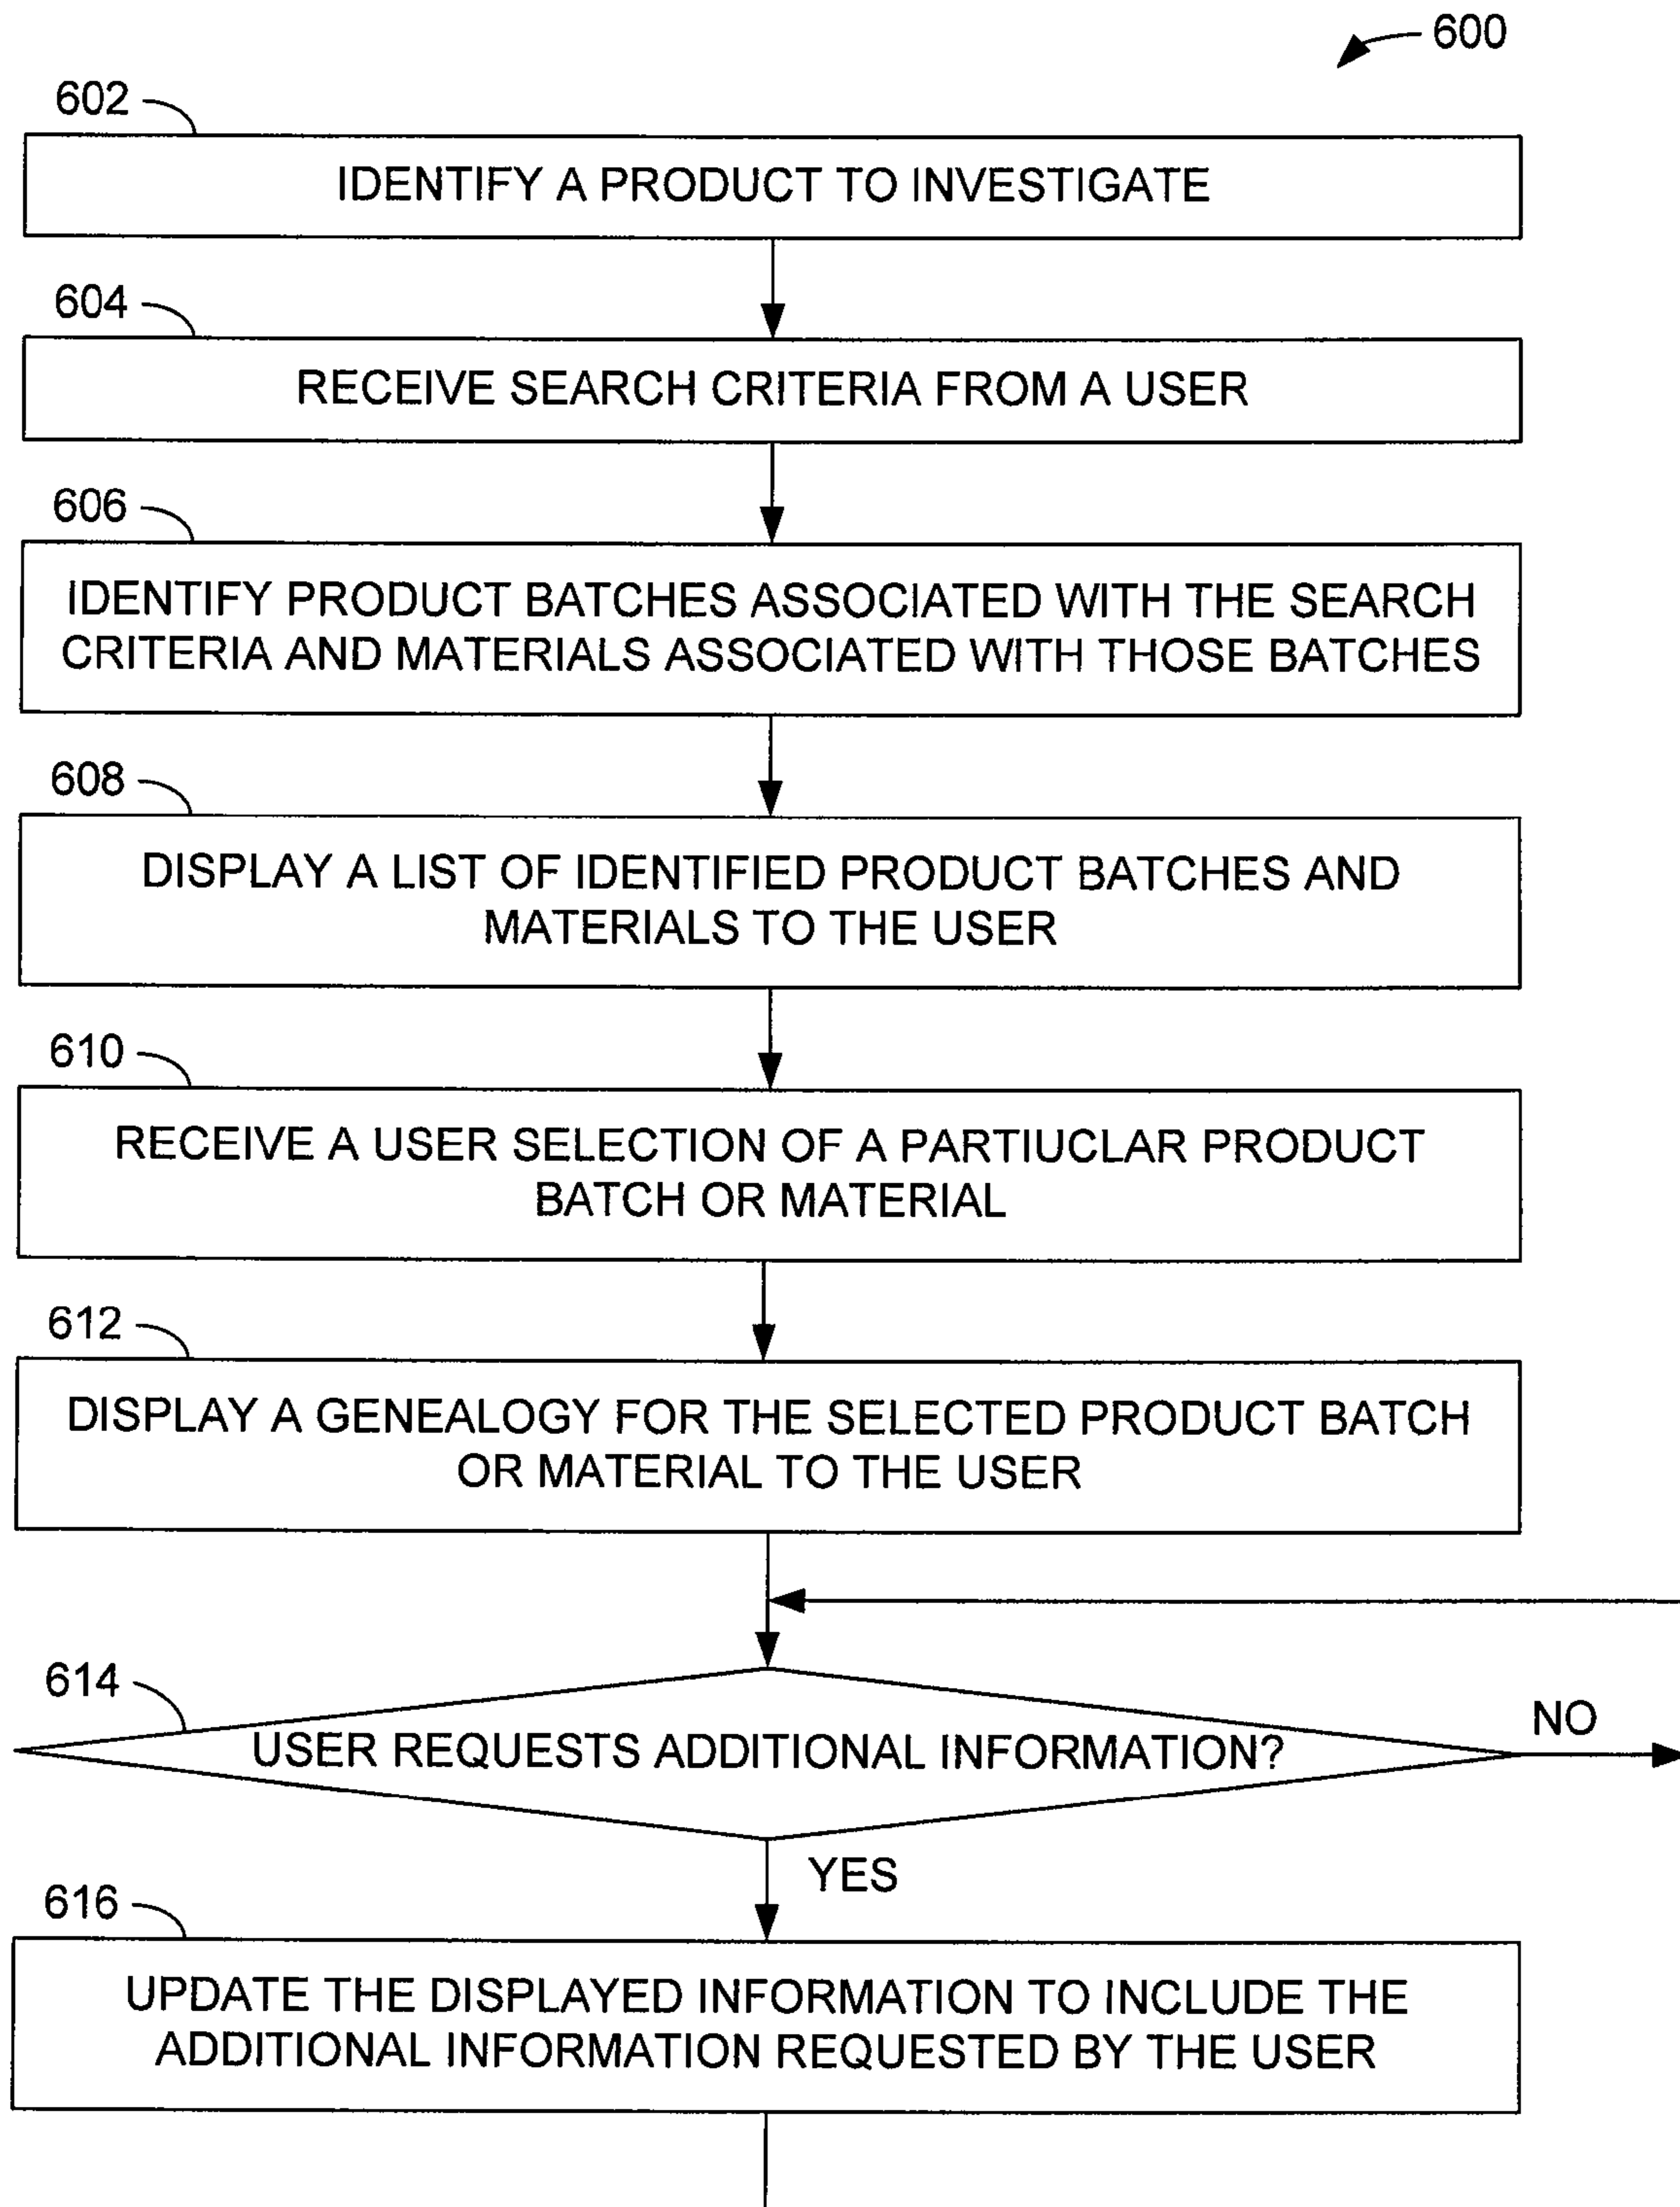 600
602
IDENTIFY A PRODUCT TO INVESTIGATE
604
RECEIVE SEARCH CRITERIA FROM A USER
606
IDENTIFY PRODUCT BATCHES ASSOCIATED WITH THE SEARCH
CRITERIA AND MATERIALS ASSOCIATED WITH THOSE BATCHES
608
DISPLAY A LIST OF IDENTIFIED PRODUCT BATCHES AND
MATERIALS TO THE USER
610
RECEIVE A USER SELECTION OF A PARTIUCLAR PRODUCT
BATCH OR MATERIAL
612
DISPLAY A GENEALOGY FOR THE SELECTED PRODUCT BATCH
OR MATERIAL TO THE USER
614
USER REQUESTS ADDITIONAL INFORMATION?
NO
YES
616
UPDATE THE DISPLAYED INFORMATION TO INCLUDE THE
ADDITIONAL INFORMATION REQUESTED BY THE USER